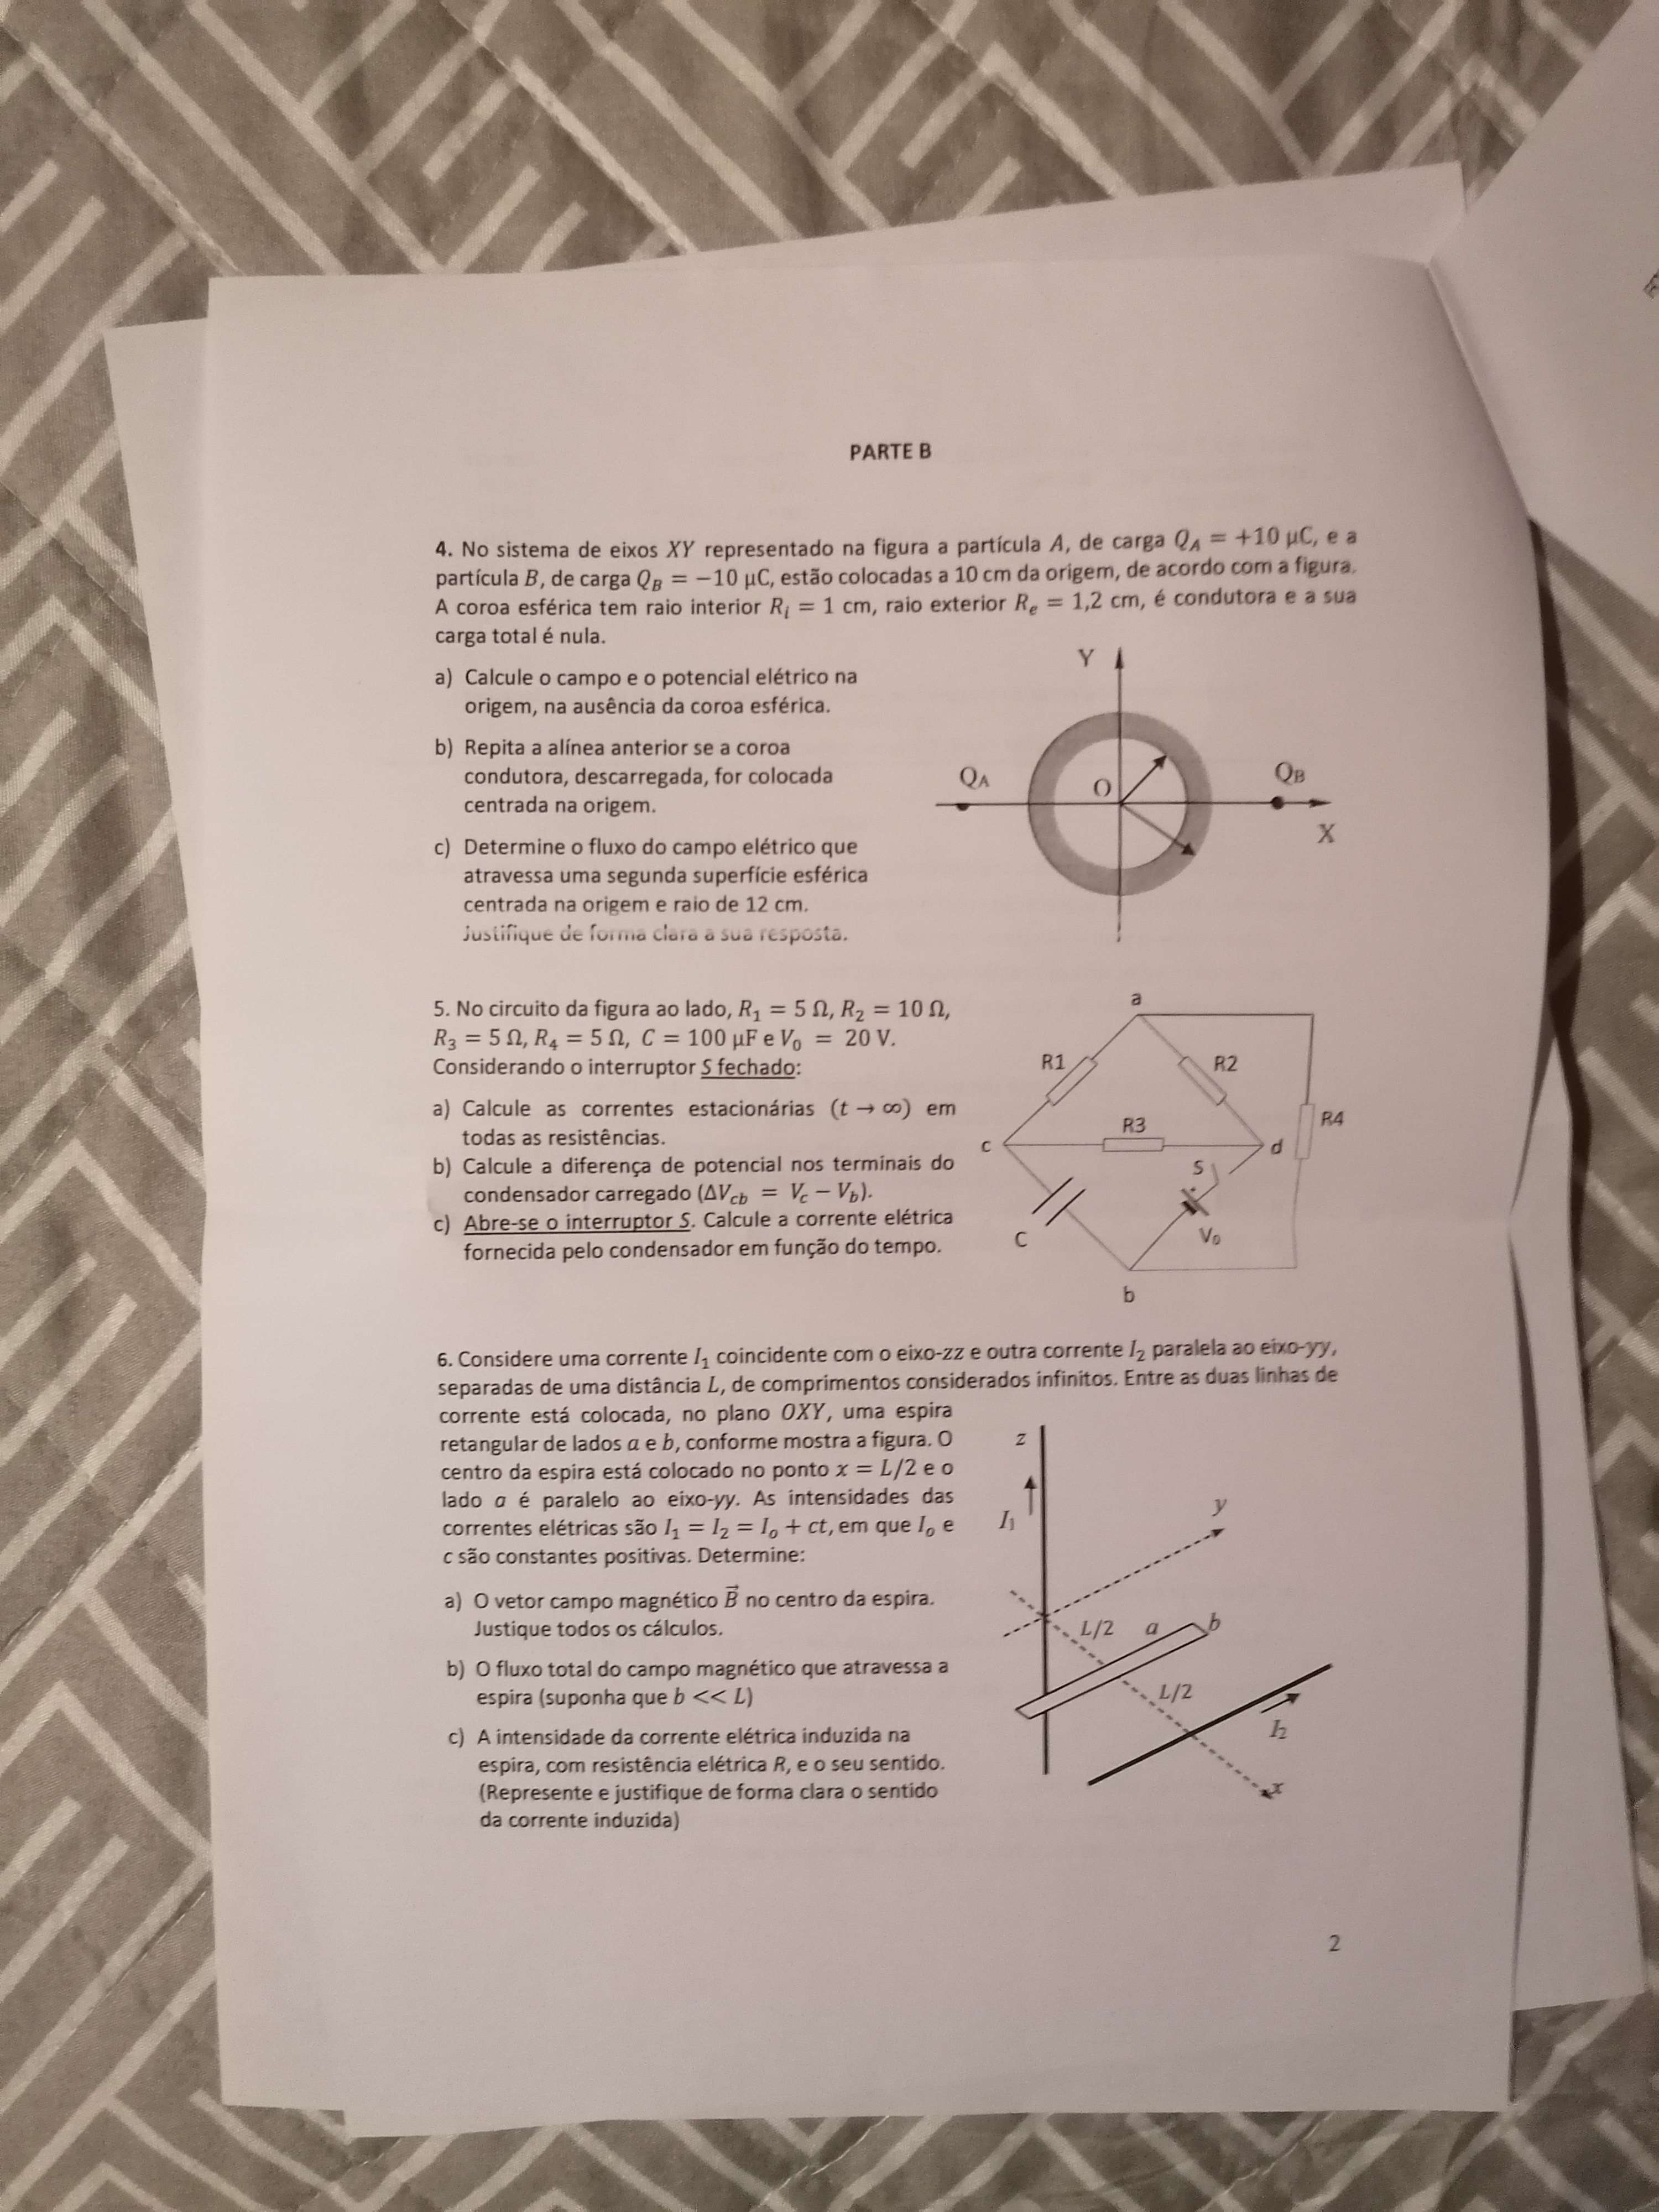 PARTE B
4. No sistema de eixos XY representado na figura a partícula A, de carga Q_A = +10 μC, e a
partícula B, de carga Q_B = −10 μC, estão colocadas a 10 cm da origem, de acordo com a figura.
A coroa esférica tem raio interior R_i = 1 cm, raio exterior R_e = 1,2 cm, é condutora e a sua
carga total é nula.
a) Calcule o campo e o potencial elétrico na
origem, na ausência da coroa esférica.
b) Repita a alínea anterior se a coroa
condutora, descarregada, for colocada
centrada na origem.
c) Determine o fluxo do campo elétrico que
atravessa uma segunda superfície esférica
centrada na origem e raio de 12 cm.
Justifique de forma clara a sua resposta.
Y
Q_A
O
Q_B
X
5. No circuito da figura ao lado, R_1 = 5 Ω, R_2 = 10 Ω,
R_3 = 5 Ω, R_4 = 5 Ω, C = 100 μF e V_0 = 20 V.
Considerando o interruptor S fechado:
a) Calcule as correntes estacionárias (t → ∞) em
todas as resistências.
b) Calcule a diferença de potencial nos terminais do
condensador carregado (ΔV_cb = V_c − V_b).
c) Abre-se o interruptor S. Calcule a corrente elétrica
fornecida pelo condensador em função do tempo.
a
R1
R2
R4
R3
c
d
S
C
V_0
b
6. Considere uma corrente I_1 coincidente com o eixo-zz e outra corrente I_2 paralela ao eixo-yy,
separadas de uma distância L, de comprimentos considerados infinitos. Entre as duas linhas de
corrente está colocada, no plano OXY, uma espira
retangular de lados a e b, conforme mostra a figura. O
centro da espira está colocado no ponto x = L/2 e o
lado a é paralelo ao eixo-yy. As intensidades das
correntes elétricas são I_1 = I_2 = I_o + ct, em que I_o e
c são constantes positivas. Determine:
a) O vetor campo magnético B⃗ no centro da espira.
Justique todos os cálculos.
b) O fluxo total do campo magnético que atravessa a
espira (suponha que b << L)
c) A intensidade da corrente elétrica induzida na
espira, com resistência elétrica R, e o seu sentido.
(Represente e justifique de forma clara o sentido
da corrente induzida)
z
I_1
y
L/2
a
b
L/2
I_2
x
2